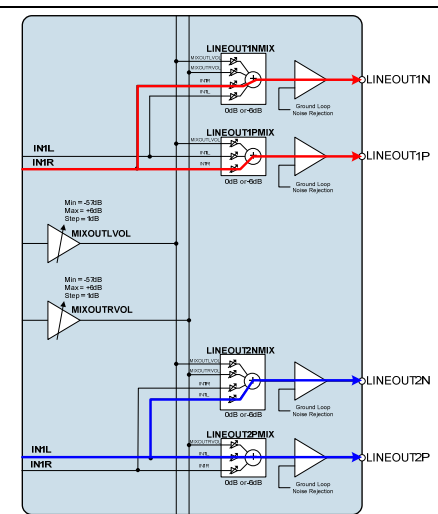 LINEOUT1NMIX
MIXOUTLVOL
MIXOUTRVOL
IN1R
IN1L
0dB or -6dB
Ground Loop
Noise Rejection
LINEOUT1N
LINEOUT1PMIX
MIXOUTLVOL
IN1L
IN1R
0dB or -6dB
Ground Loop
Noise Rejection
LINEOUT1P
IN1L
IN1R
Min = -57dB
Max = +6dB
Step = 1dB
MIXOUTLVOL
Min = -57dB
Max = +6dB
Step = 1dB
MIXOUTRVOL
LINEOUT2NMIX
MIXOUTLVOL
MIXOUTRVOL
IN1R
IN1L
0dB or -6dB
Ground Loop
Noise Rejection
LINEOUT2N
LINEOUT2PMIX
MIXOUTRVOL
IN1L
IN1R
0dB or -6dB
Ground Loop
Noise Rejection
LINEOUT2P
IN1L
IN1R